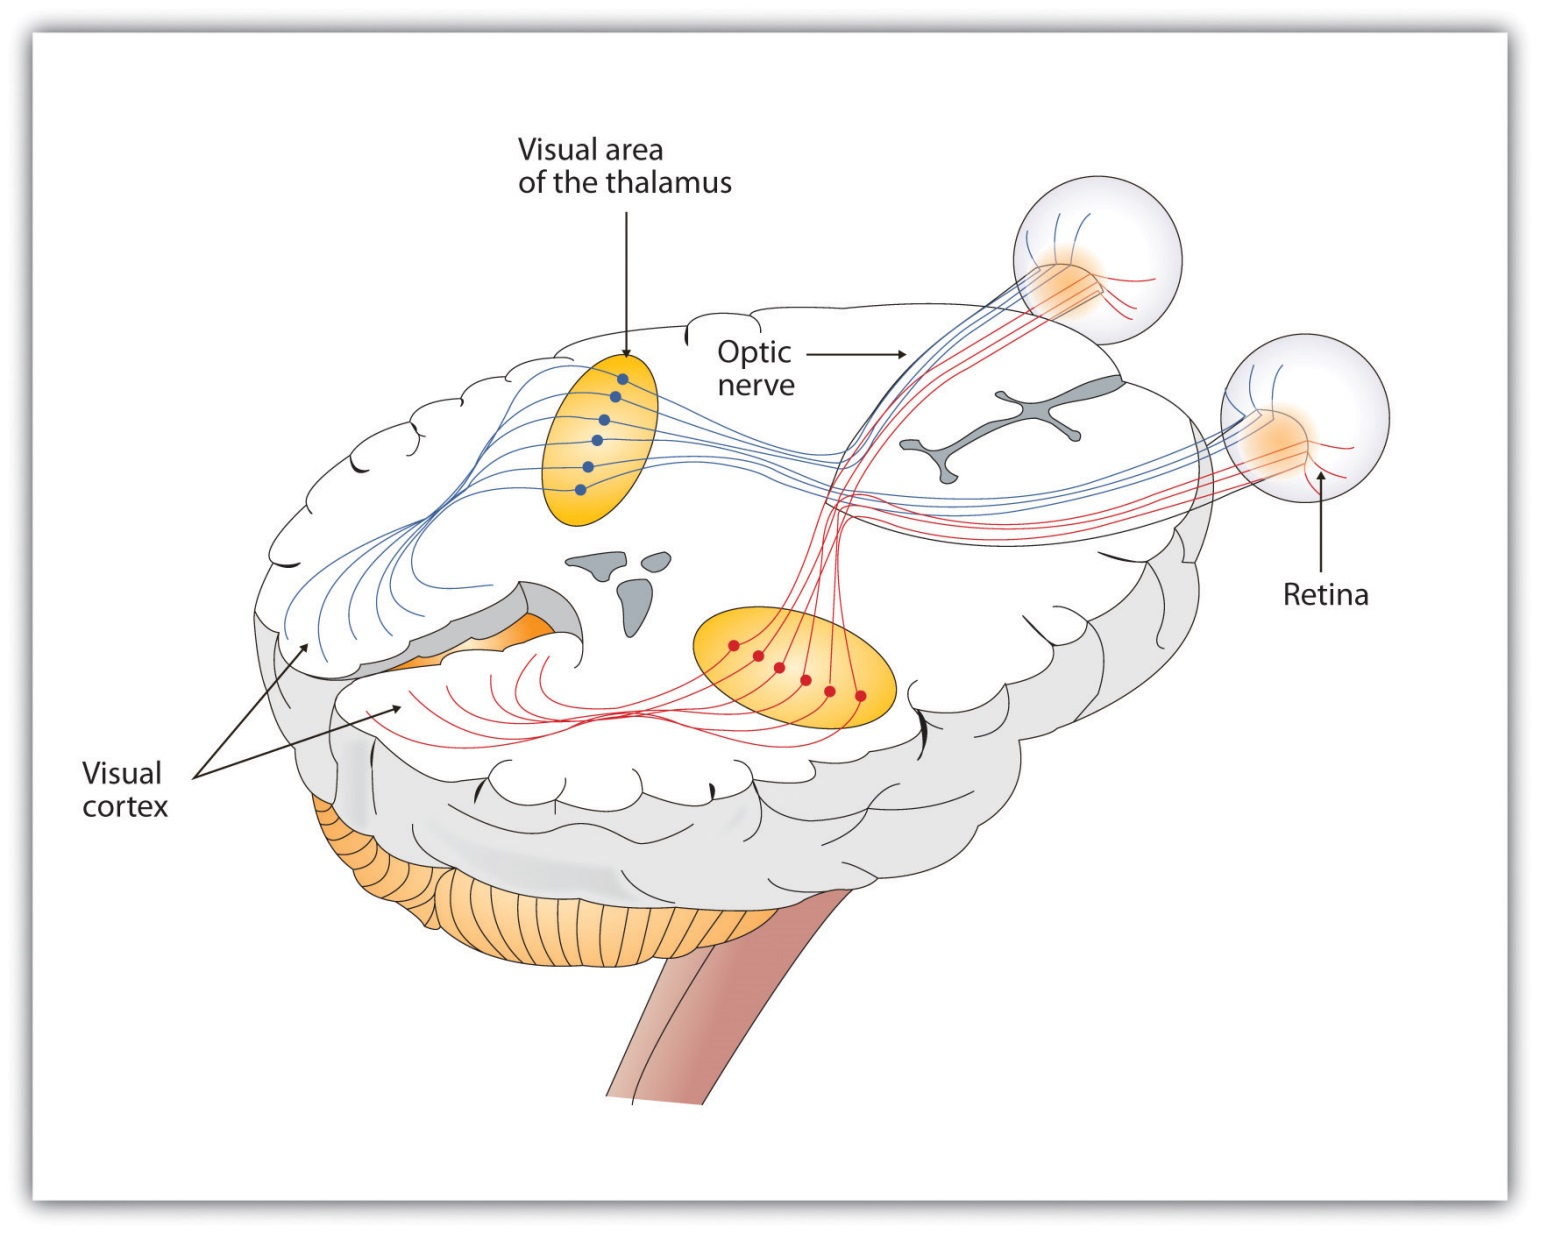 Visual area
of the thalamus
Optic
nerve
Retina
Visual
cortex